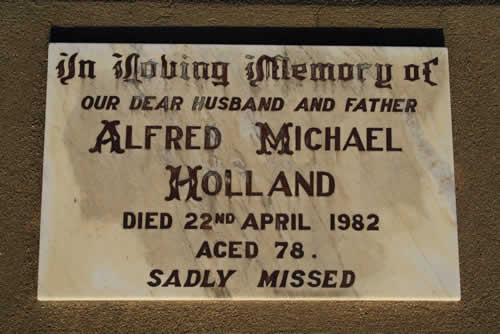 In Loving Memory of
OUR DEAR HUSBAND AND FATHER
ALFRED MICHAEL
HOLLAND
DIED 22ND APRIL 1982
AGED 78.
SADLY MISSED